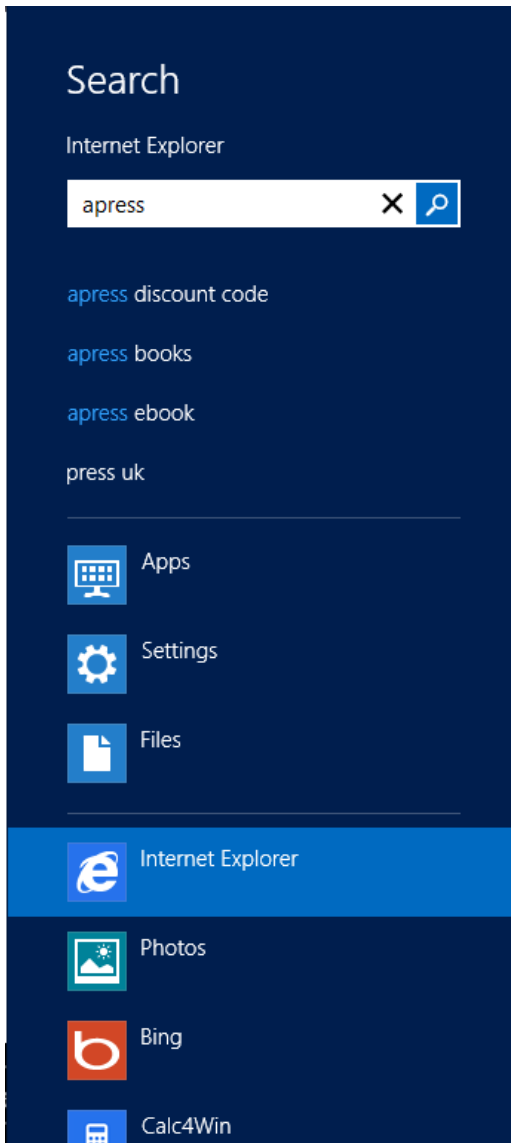 Search
Internet Explorer
apress
apress discount code
apress books
apress ebook
press uk
Apps
Settings
Files
Internet Explorer
Photos
Bing
Calc4Win